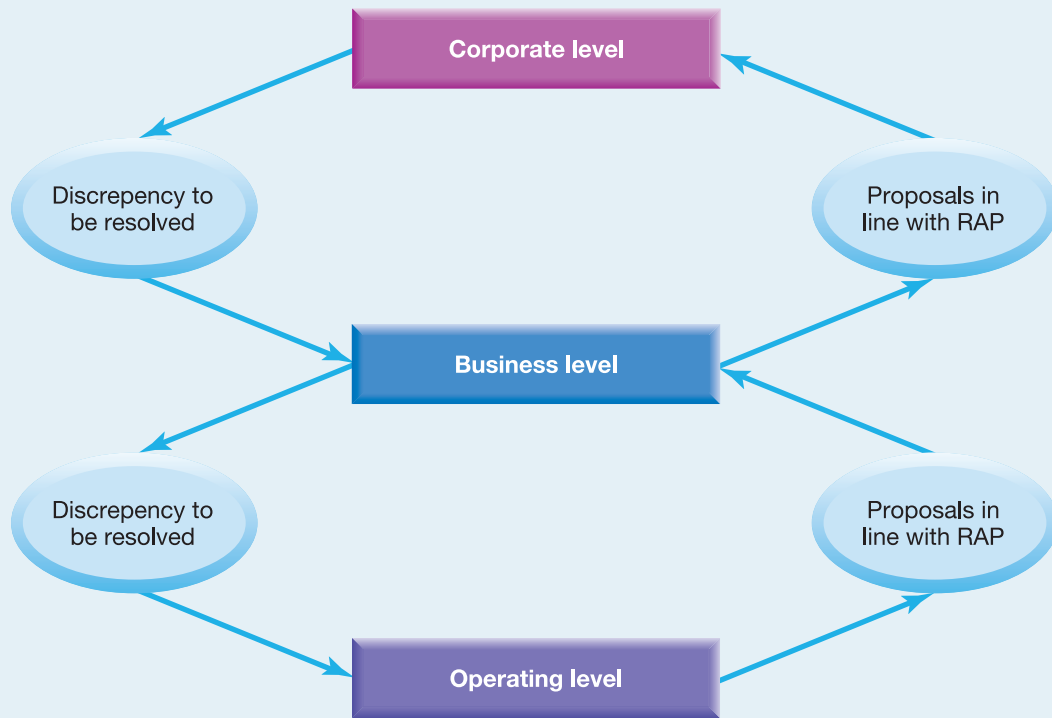 Corporate level
Discrepency to
be resolved
Proposals in
line with RAP
Business level
Discrepency to
be resolved
Proposals in
line with RAP
Operating level